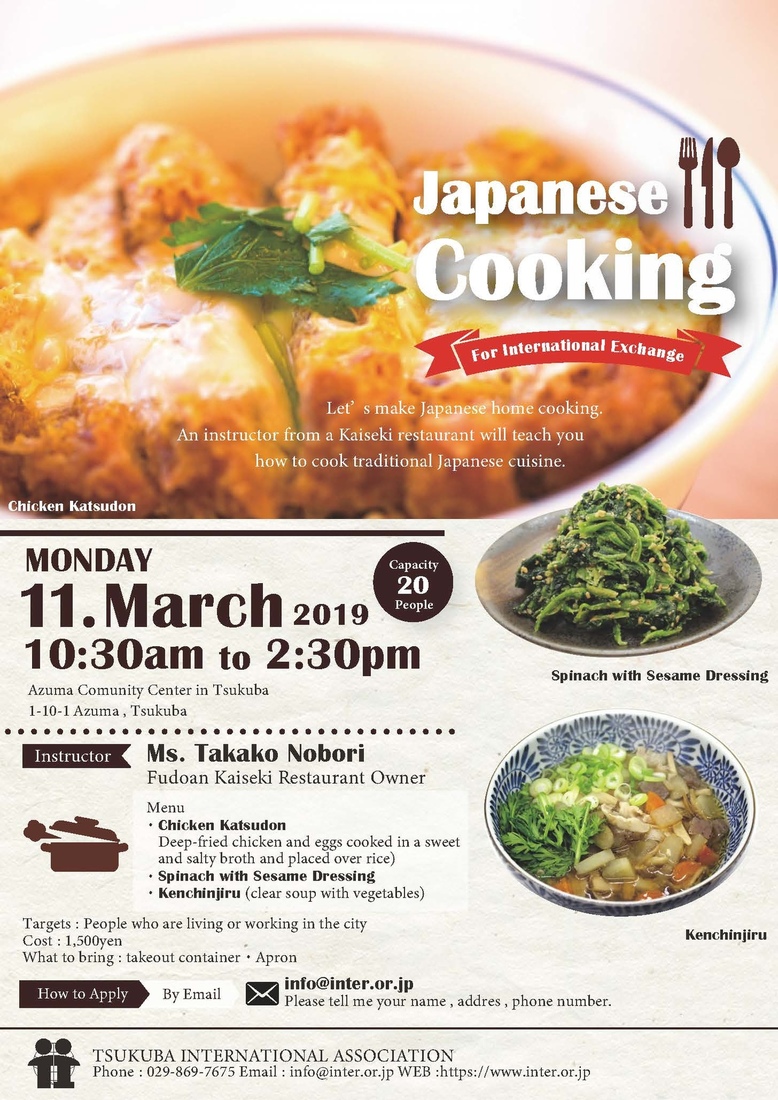 Japanese
Cooking
For International Exchange
Let’s make Japanese home cooking.
An instructor from a Kaiseki restaurant will teach you
how to cook traditional Japanese cuisine.
Chicken Katsudon
MONDAY
11.March 2019
10:30am to 2:30pm
Capacity
20
People
Azuma Comunity Center in Tsukuba
1-10-1 Azuma , Tsukuba
Spinach with Sesame Dressing
Instructor
Ms. Takako Nobori
Fudoan Kaiseki Restaurant Owner
Menu
・Chicken Katsudon
Deep-fried chicken and eggs cooked in a sweet
and salty broth and placed over rice)
・Spinach with Sesame Dressing
・Kenchinjiru (clear soup with vegetables)
Kenchinjiru
Targets : People who are living or working in the city
Cost : 1,500yen
What to bring : takeout container・Apron
How to Apply
By Email
info@inter.or.jp
Please tell me your name , addres , phone number.
TSUKUBA INTERNATIONAL ASSOCIATION
Phone : 029-869-7675 Email : info@inter.or.jp WEB :https://www.inter.or.jp